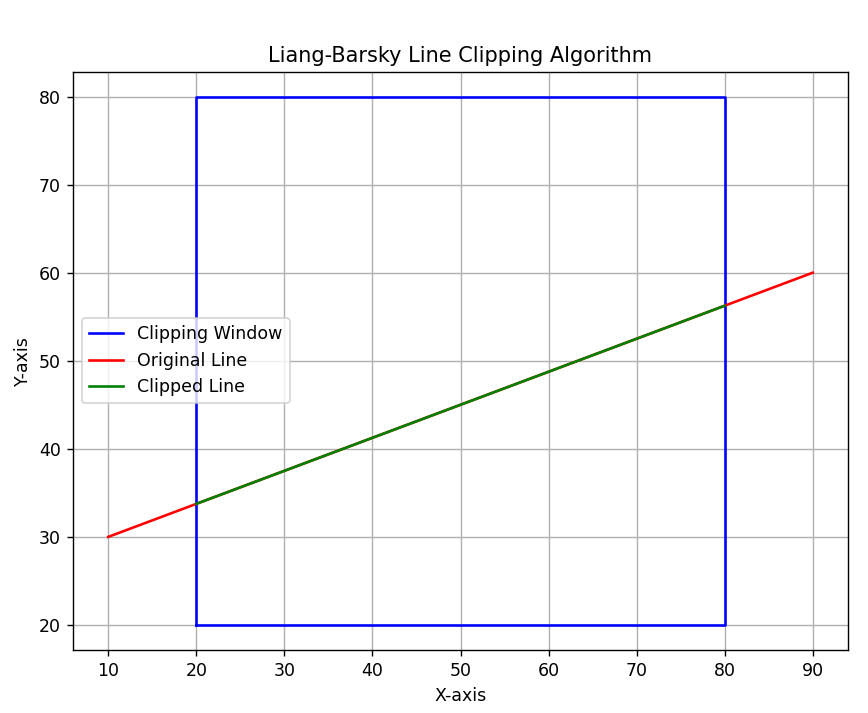 Liang-Barsky Line Clipping Algorithm
80
70
60
50
40
30
20
Y-axis
Clipping Window
Original Line
Clipped Line
10 20 30 40 50 60 70 80 90
X-axis